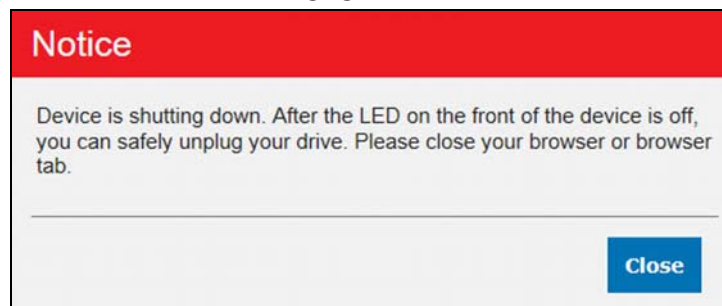 Notice
Device is shutting down. After the LED on the front of the device is off,
you can safely unplug your drive. Please close your browser or browser
tab.
Close